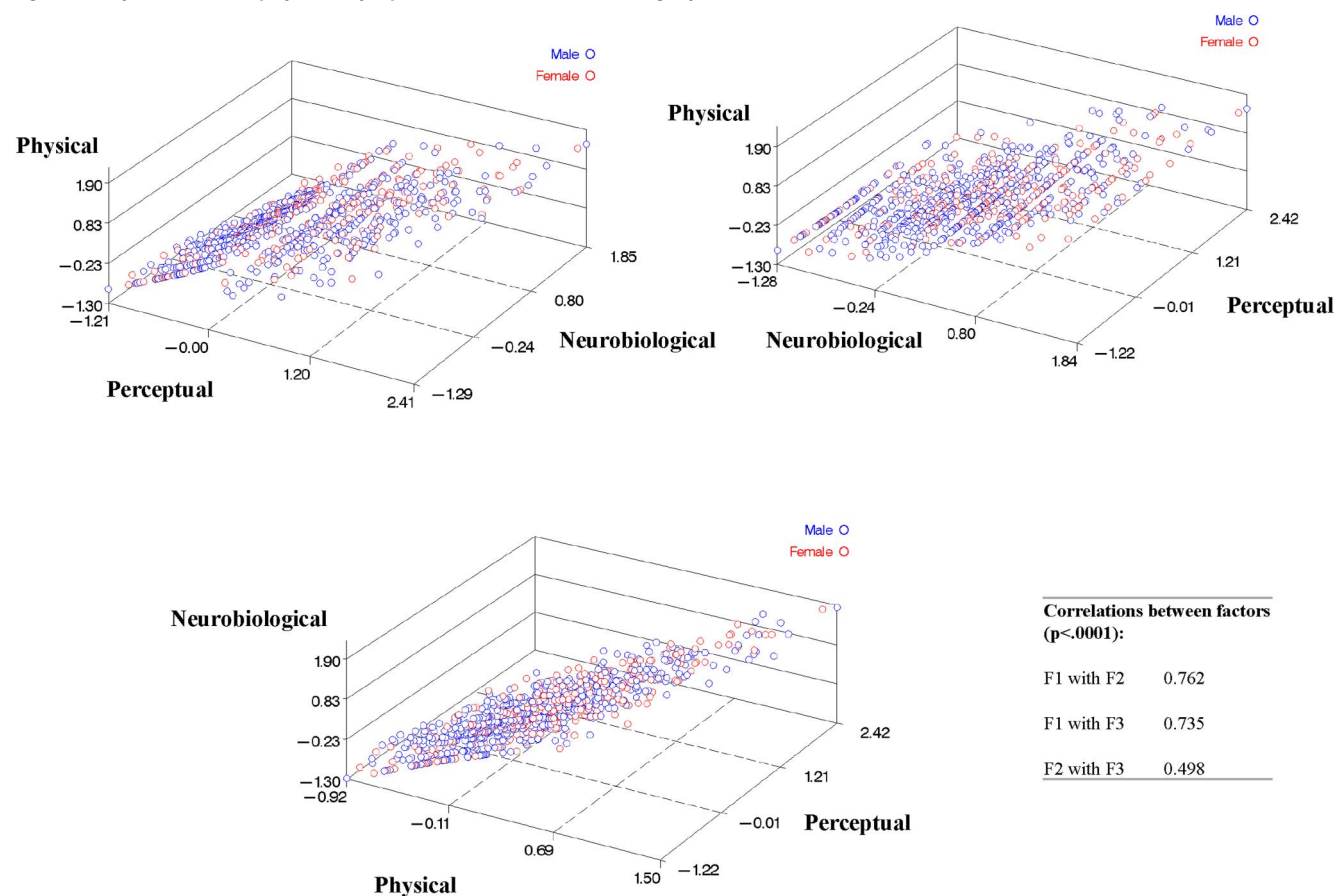 Male O
Female O
Physical
1.90
0.83
−0.23
−1.30
−1.21
−0.00
1.20
2.41
Perceptual
−1.29
−0.24
0.80
1.85
Neurobiological
Male O
Female O
Physical
1.90
0.83
−0.23
−1.30
−1.28
−0.24
0.80
1.84
Neurobiological
−1.22
−0.01
1.21
2.42
Perceptual
Male O
Female O
Neurobiological
1.90
0.83
−0.23
−1.30
−0.92
−0.11
0.69
1.50
Physical
−1.22
−0.01
1.21
2.42
Perceptual
Correlations between factors
(p<.0001):
F1 with F2 0.762
F1 with F3 0.735
F2 with F3 0.498